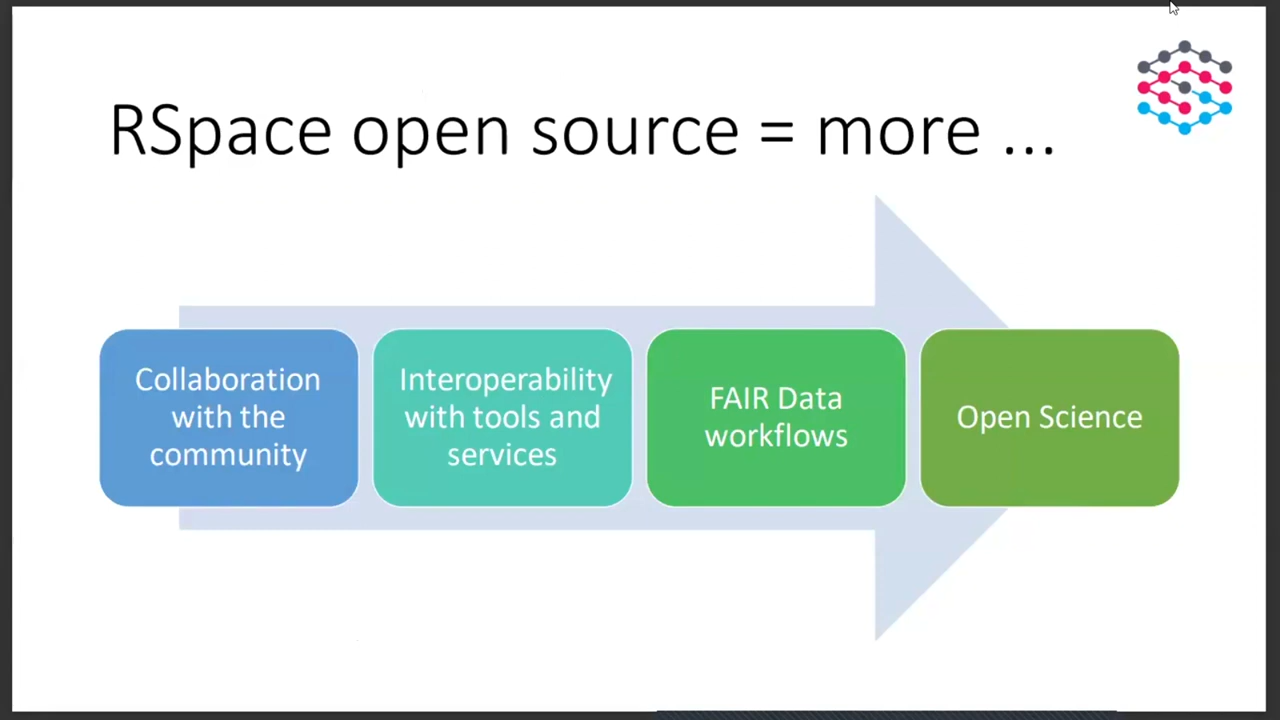 RSpace open source = more ...
Collaboration
with the
community
Interoperability
with tools and
services
FAIR Data
workflows
Open Science